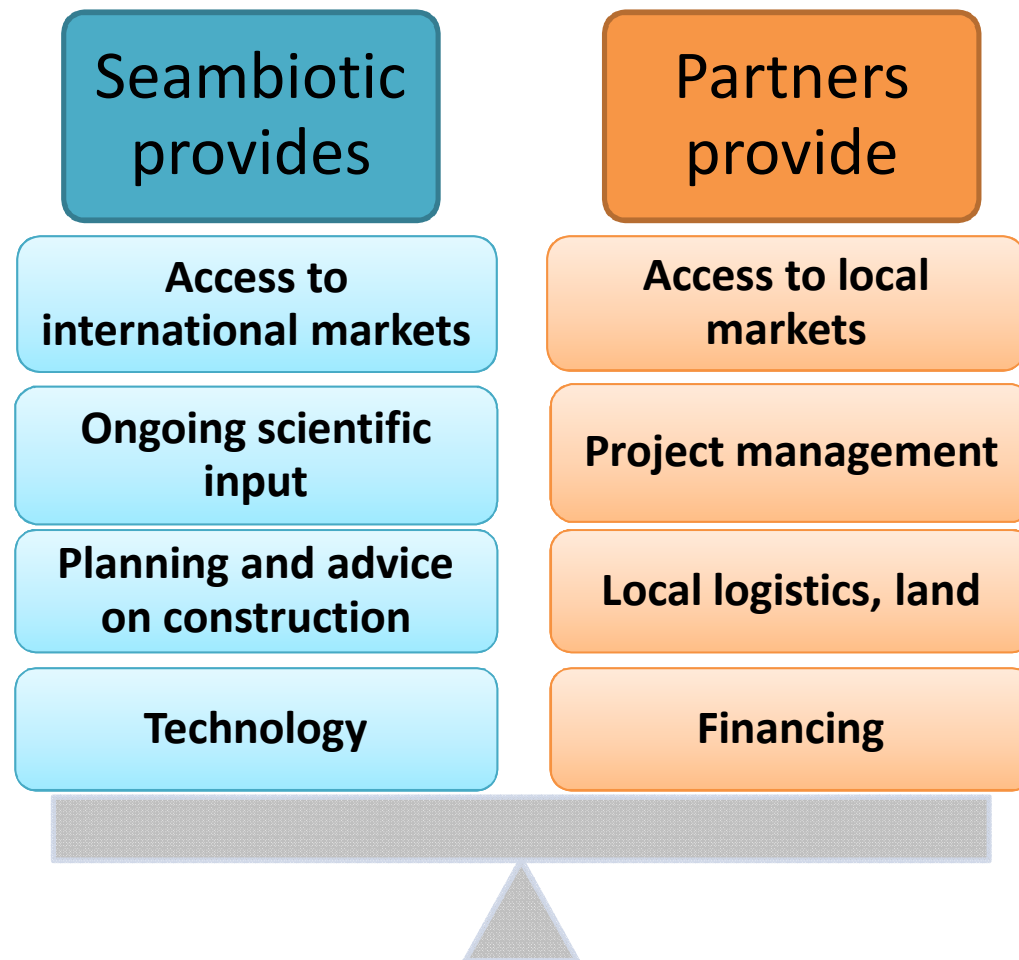 Seambiotic
provides
Access to
international markets
Ongoing scientific
input
Planning and advice
on construction
Technology
Partners
provide
Access to local
markets
Project management
Local logistics, land
Financing